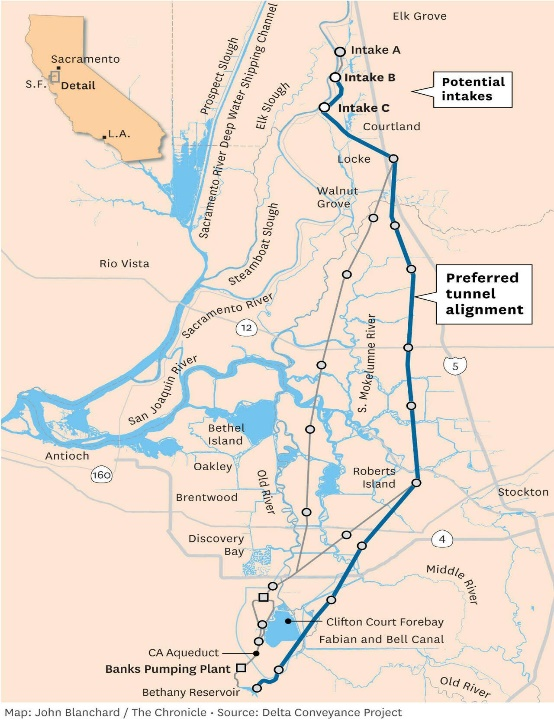 Elk Grove
Sacramento
S.F.
Detail
L.A.
Prospect Slough
Sacramento River Deep Water Shipping Channel
Elk Slough
Intake A
Intake B
Intake C
Potential
intakes
Courtland
Locke
Walnut
Grove
Steamboat Slough
Rio Vista
Sacramento River
12
Preferred
tunnel
alignment
S. Mokelumne River
5
San Joaquin River
Bethel
Island
Antioch
160
Oakley
Brentwood
Old River
Roberts
Island
Stockton
Discovery
Bay
4
Middle River
Clifton Court Forebay
Fabian and Bell Canal
CA Aqueduct
Banks Pumping Plant
Bethany Reservoir
Old River
Map: John Blanchard / The Chronicle • Source: Delta Conveyance Project